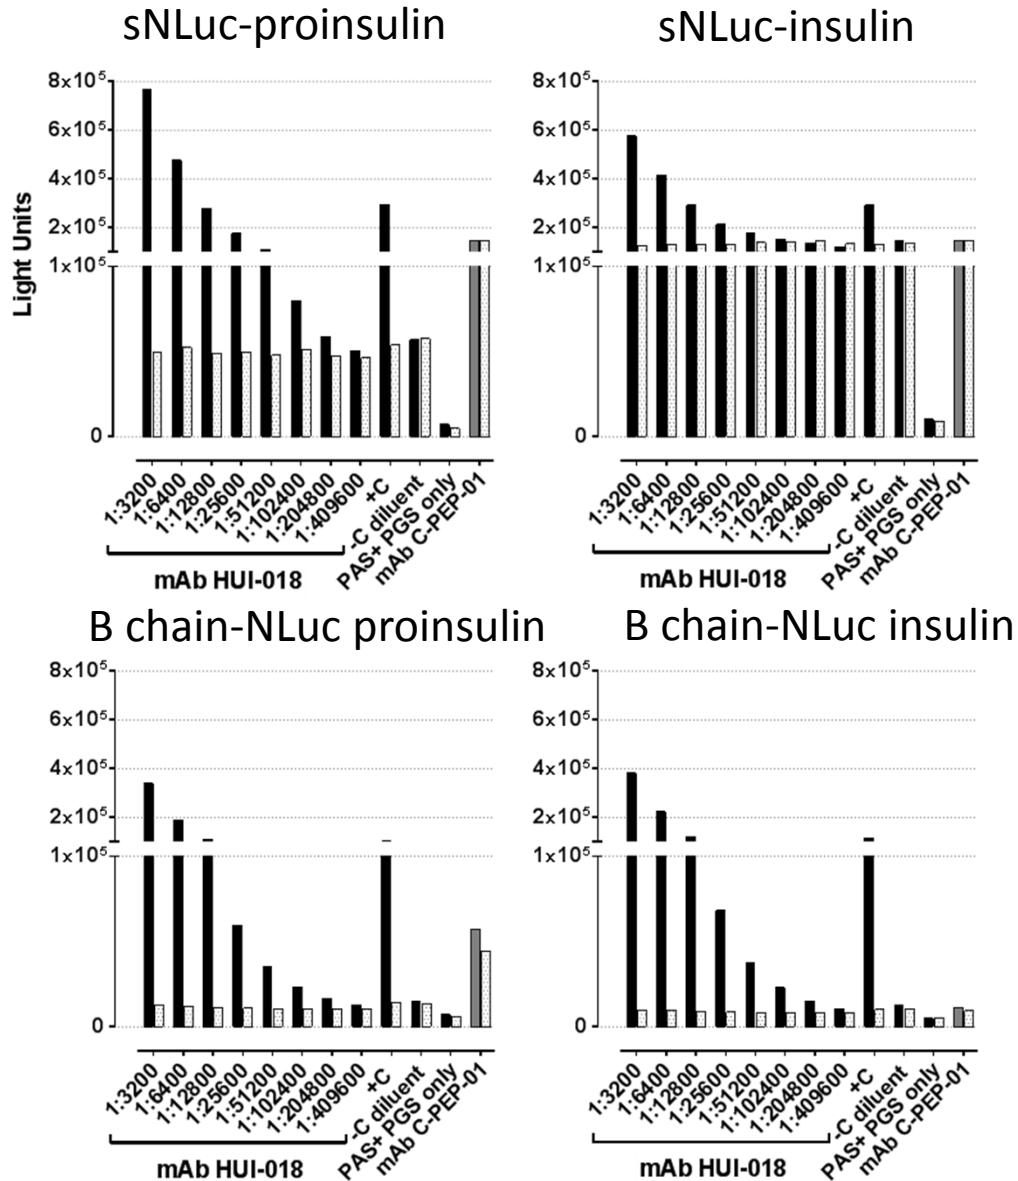 sNLuc-proinsulin
sNLuc-insulin
Light Units
8x10⁵
6x10⁵
4x10⁵
2x10⁵
1x10⁵
0
1:3200
1:6400
1:12800
1:25600
1:51200
1:102400
1:204800
1:409600
+C
-C diluent
PAS+ PGS only
mAb C-PEP-01
mAb HUI-018
8x10⁵
6x10⁵
4x10⁵
2x10⁵
1x10⁵
0
1:3200
1:6400
1:12800
1:25600
1:51200
1:102400
1:204800
1:409600
+C
-C diluent
PAS+ PGS only
mAb C-PEP-01
mAb HUI-018
B chain-NLuc proinsulin
B chain-NLuc insulin
8x10⁵
6x10⁵
4x10⁵
2x10⁵
1x10⁵
0
1:3200
1:6400
1:12800
1:25600
1:51200
1:102400
1:204800
1:409600
+C
-C diluent
PAS+ PGS only
mAb C-PEP-01
mAb HUI-018
8x10⁵
6x10⁵
4x10⁵
2x10⁵
1x10⁵
0
1:3200
1:6400
1:12800
1:25600
1:51200
1:102400
1:204800
1:409600
+C
-C diluent
PAS+ PGS only
mAb C-PEP-01
mAb HUI-018